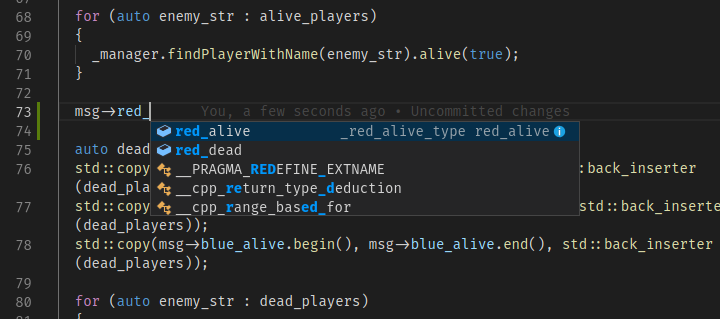 68 for (auto enemy_str : alive_players)
69 {
70 _manager.findPlayerWithName(enemy_str).alive(true);
71 }
72
73 msg->red_ You, a few seconds ago • Uncommitted changes
74
red_alive _red_alive_type red_alive
75 auto dead
red_dead
76 std::copy
__PRAGMA_REDEFINE_EXTNAME
::back_inserter
(dead_pla
__cpp_return_type_deduction
77 std::copy
__cpp_range_based_for
std::back_inserte
(dead_players));
78 std::copy(msg->blue_alive.begin(), msg->blue_alive.end(), std::back_inserter
(dead_players));
79
80 for (auto enemy_str : dead_players)
81 {